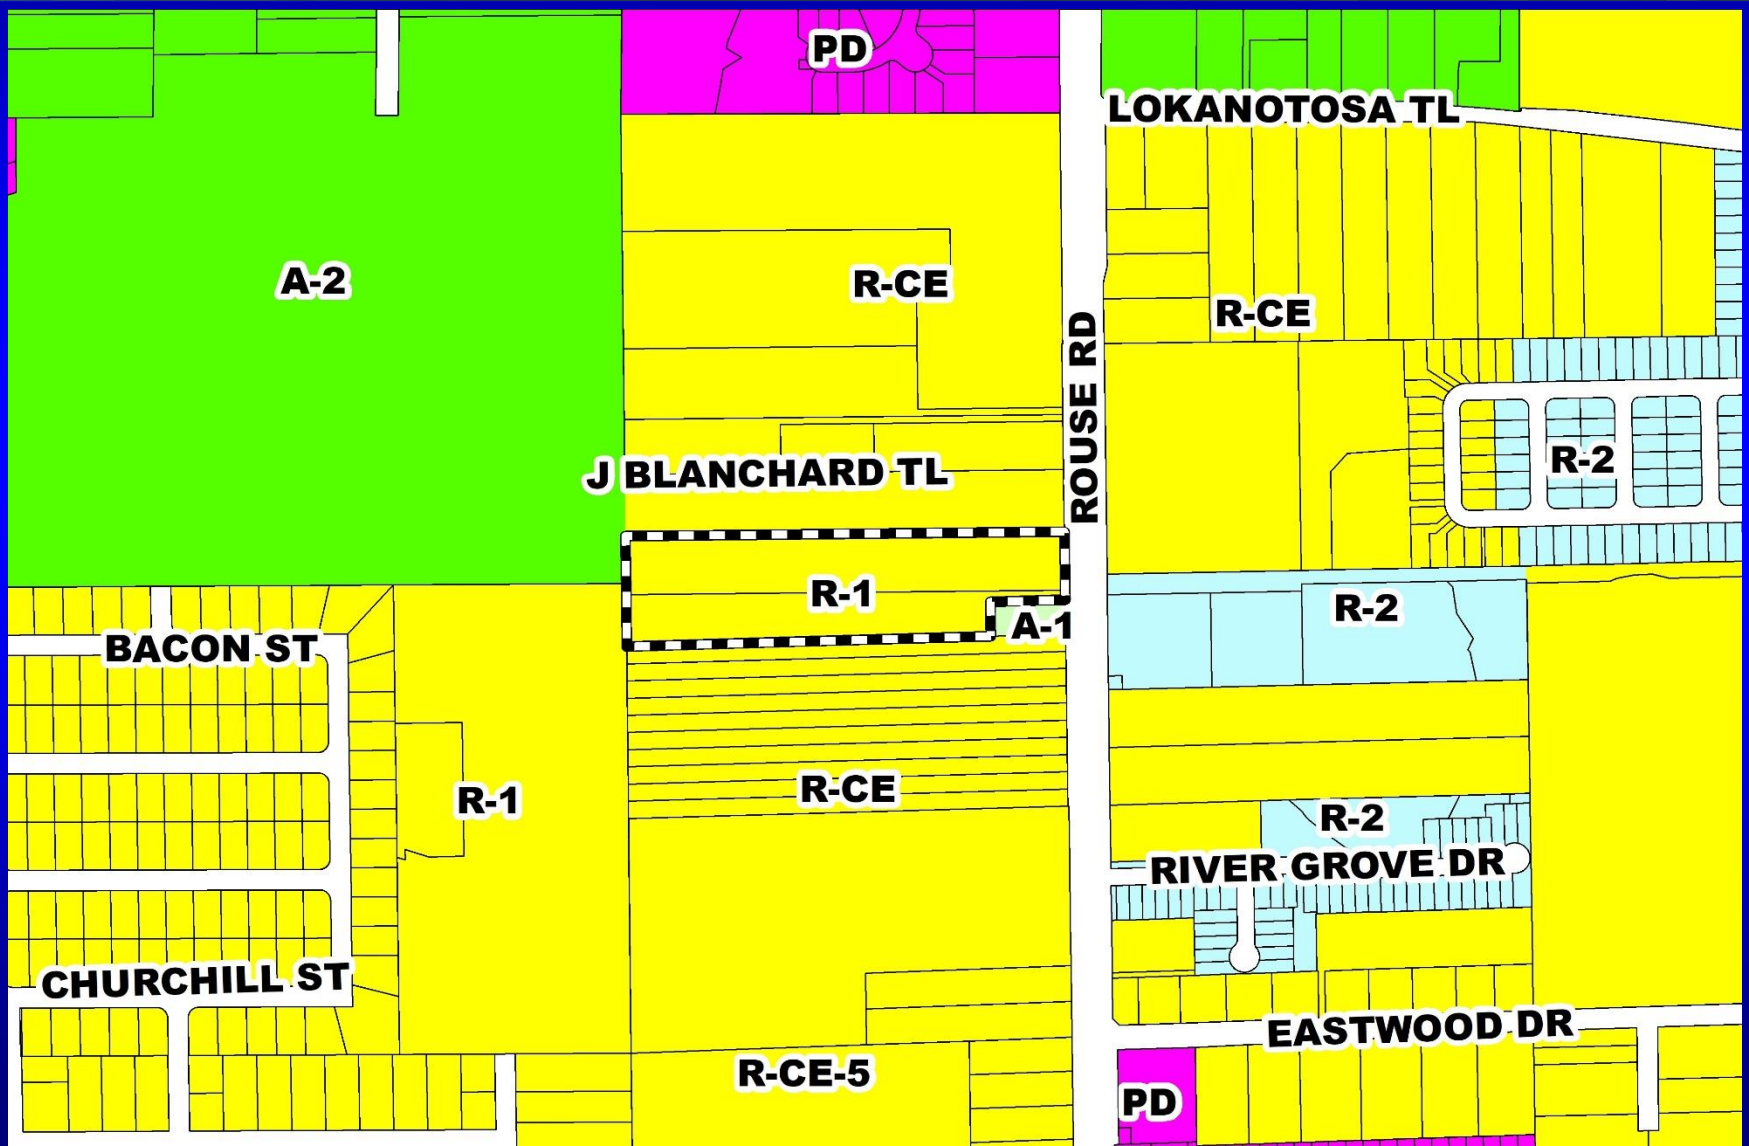 PD
LOKANOTOSA TL
A-2
R-CE
R-CE
ROUSE RD
R-2
J BLANCHARD TL
R-1
R-2
A-1
BACON ST
R-CE
R-1
R-2
RIVER GROVE DR
CHURCHILL ST
EASTWOOD DR
R-CE-5
PD